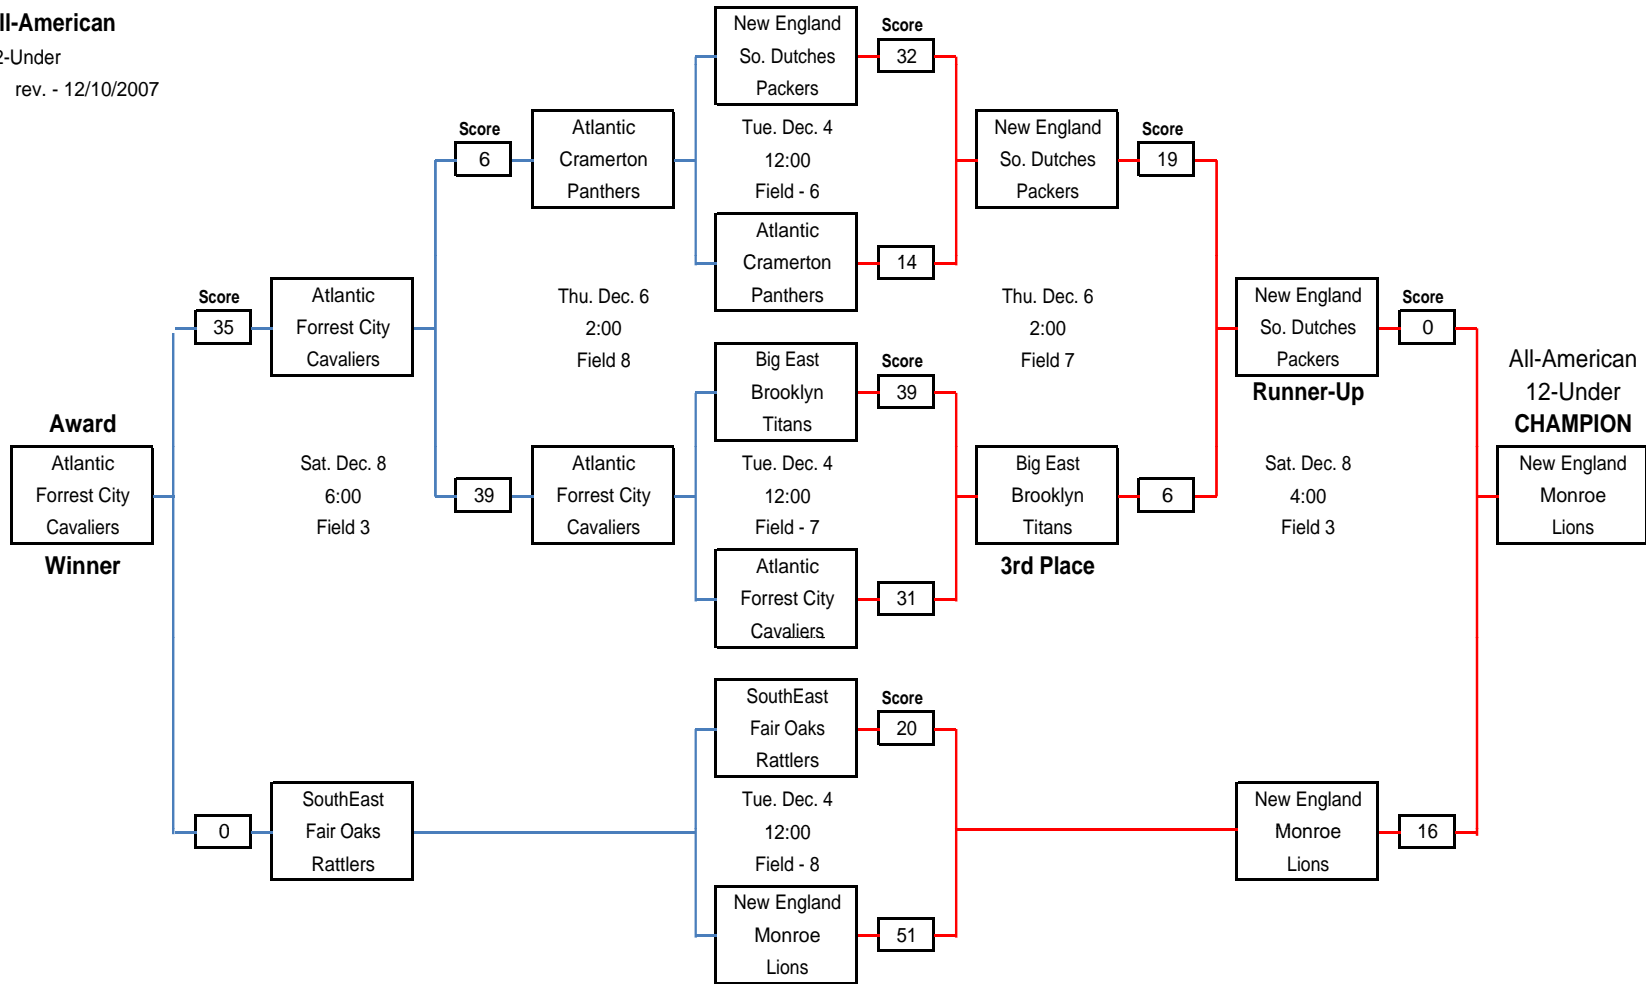 ll-American
2-Under
rev. - 12/10/2007
New England
So. Dutches
Packers
Score
32
Tue. Dec. 4
12:00
Field - 6
Atlantic
Cramerton
Panthers
14
Score
6
Atlantic
Cramerton
Panthers
New England
So. Dutches
Packers
Score
19
Score
35
Atlantic
Forrest City
Cavaliers
Thu. Dec. 6
2:00
Field 8
Thu. Dec. 6
2:00
Field 7
New England
So. Dutches
Packers
Runner-Up
Score
0
Big East
Brooklyn
Titans
Score
39
Tue. Dec. 4
12:00
Field - 7
Atlantic
Forrest City
Cavaliers
31
Award
Atlantic
Forrest City
Cavaliers
Winner
Sat. Dec. 8
6:00
Field 3
39
Atlantic
Forrest City
Cavaliers
Big East
Brooklyn
Titans
3rd Place
6
Sat. Dec. 8
4:00
Field 3
All-American
12-Under
CHAMPION
New England
Monroe
Lions
SouthEast
Fair Oaks
Rattlers
Score
20
Tue. Dec. 4
12:00
Field - 8
New England
Monroe
Lions
51
0
SouthEast
Fair Oaks
Rattlers
New England
Monroe
Lions
16